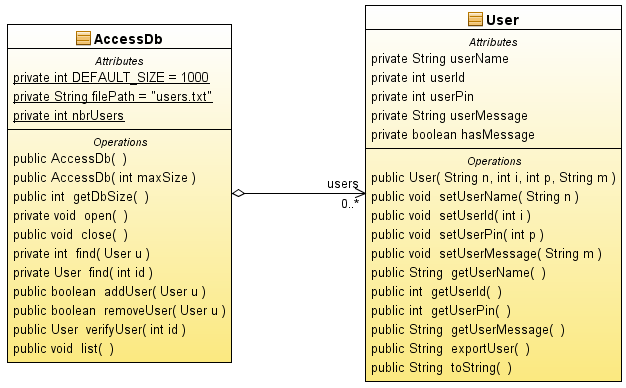 AccessDb
Attributes
private int DEFAULT_SIZE = 1000
private String filePath = "users.txt"
private int nbrUsers
Operations
public AccessDb( )
public AccessDb( int maxSize )
public int getDbSize( )
private void open( )
public void close( )
private int find( User u )
private User find( int id )
public boolean addUser( User u )
public boolean removeUser( User u )
public User verifyUser( int id )
public void list( )
users
0..*
User
Attributes
private String userName
private int userId
private int userPin
private String userMessage
private boolean hasMessage
Operations
public User( String n, int i, int p, String m )
public void setUserName( String n )
public void setUserId( int i )
public void setUserPin( int p )
public void setUserMessage( String m )
public String getUserName( )
public int getUserId( )
public int getUserPin( )
public String getUserMessage( )
public String exportUser( )
public String toString( )